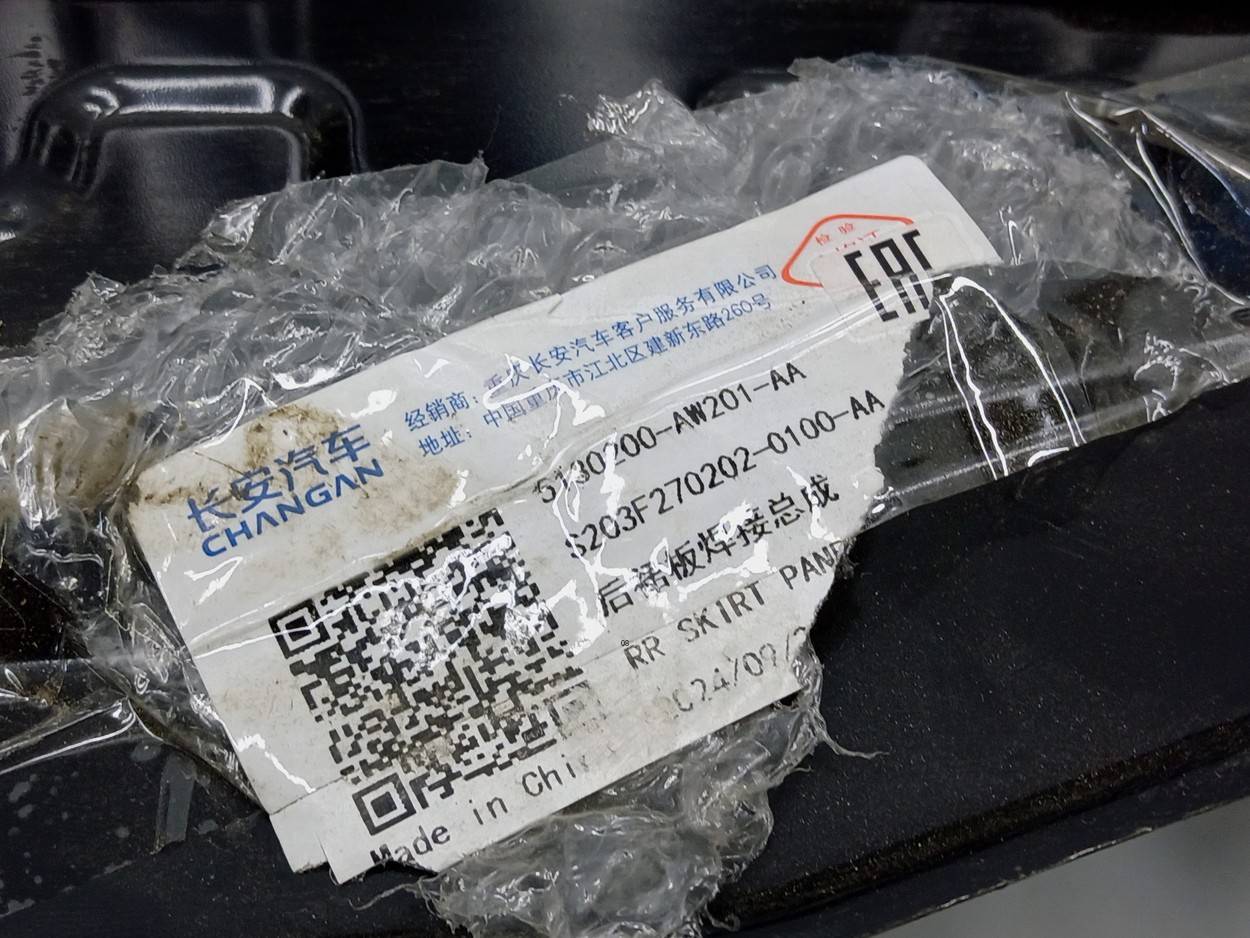 检验
EAC
经销商：重庆长安汽车客户服务有限公司
地址：中国重庆市江北区建新东路260号
长安汽车
CHANGAN
5130200-AW201-AA
S203F270202-0100-AA
后裙板焊接总成
RR SKIRT PANE
2024/09/
Made in Chi